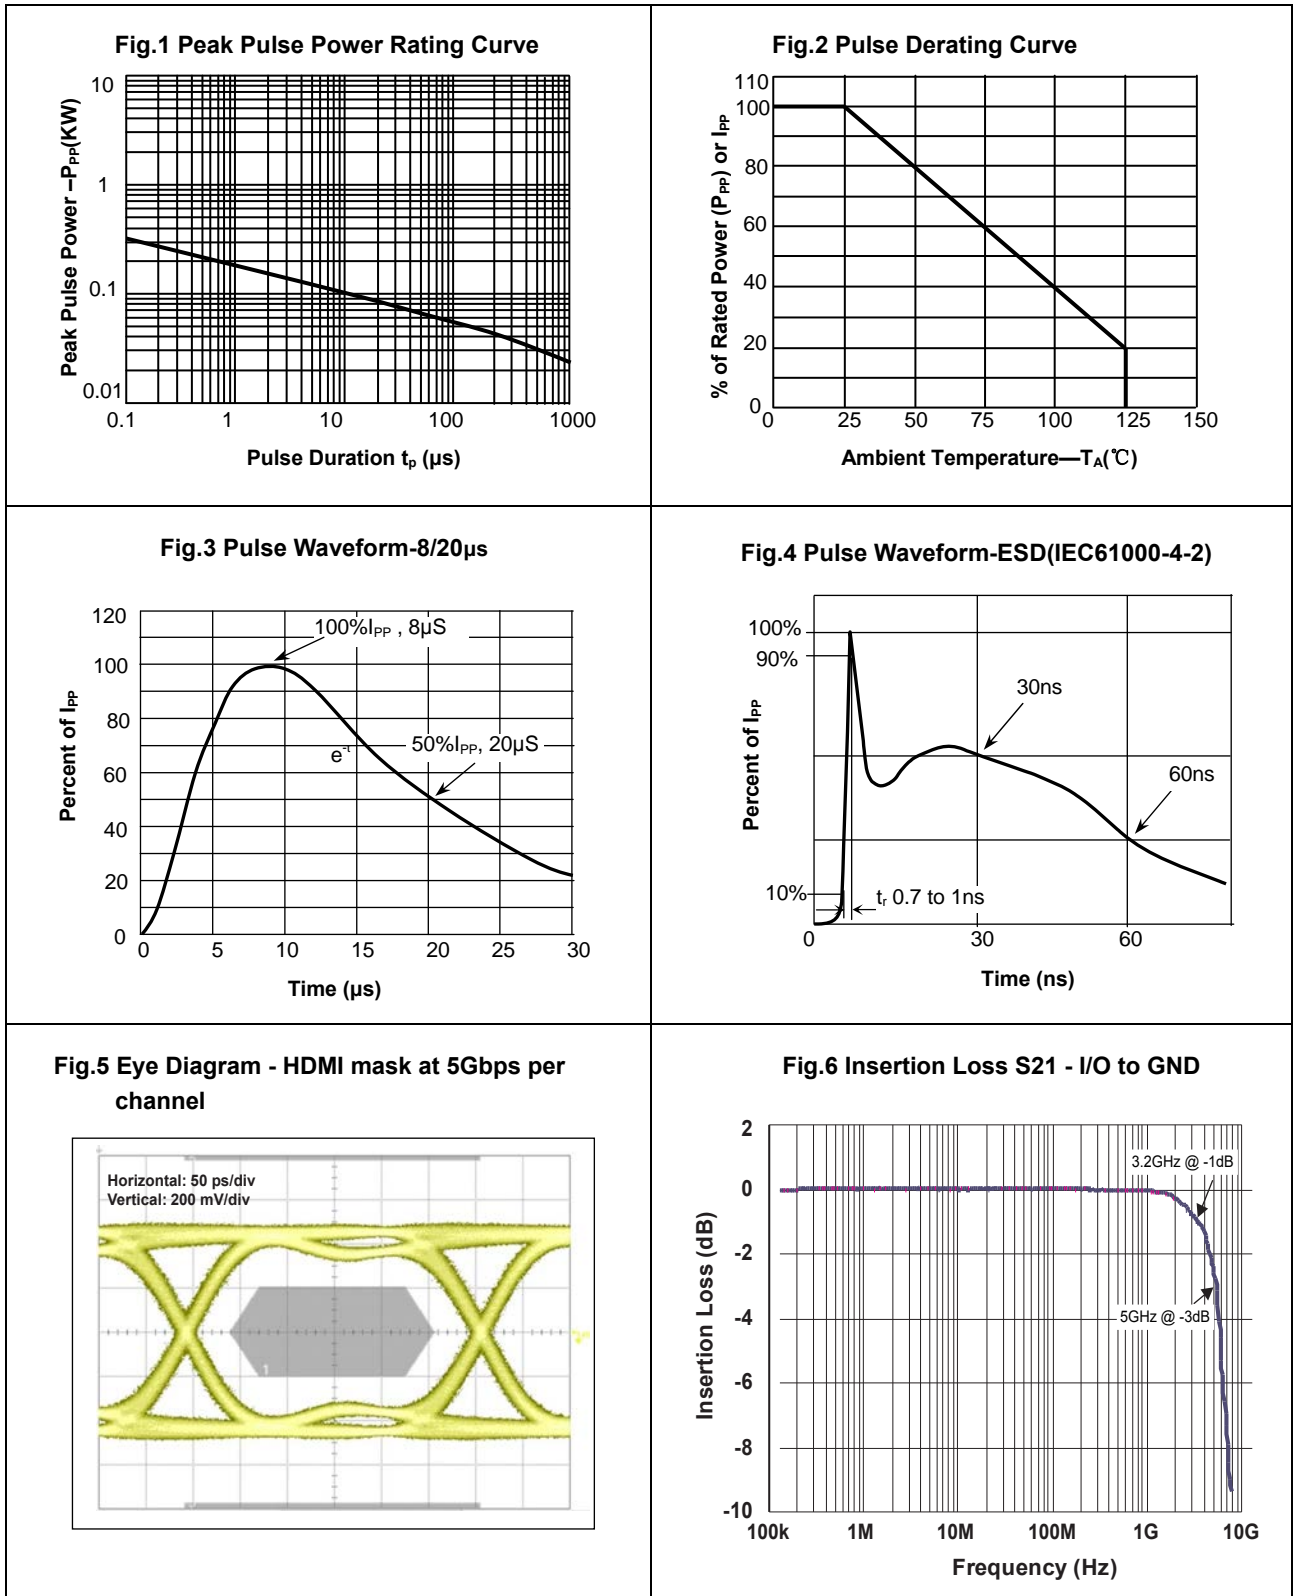 Fig.1 Peak Pulse Power Rating Curve
Peak Pulse Power –PPP(KW)
10
1
0.1
0.01
0.1 1 10 100 1000
Pulse Duration tp (µs)
Fig.2 Pulse Derating Curve
% of Rated Power (PPP) or IPP
110
100
80
60
40
20
0
0 25 50 75 100 125 150
Ambient Temperature—TA(℃)
Fig.3 Pulse Waveform-8/20µs
Percent of IPP
120
100
80
60
40
20
0
100%IPP , 8µS
e-t
50%IPP, 20µS
0 5 10 15 20 25 30
Time (µs)
Fig.4 Pulse Waveform-ESD(IEC61000-4-2)
Percent of IPP
100%
90%
10%
30ns
60ns
tr 0.7 to 1ns
0 30 60
Time (ns)
Fig.5 Eye Diagram - HDMI mask at 5Gbps per
channel
Horizontal: 50 ps/div
Vertical: 200 mV/div
1
Fig.6 Insertion Loss S21 - I/O to GND
Insertion Loss (dB)
2
0
-2
-4
-6
-8
-10
3.2GHz @ -1dB
5GHz @ -3dB
100k 1M 10M 100M 1G 10G
Frequency (Hz)